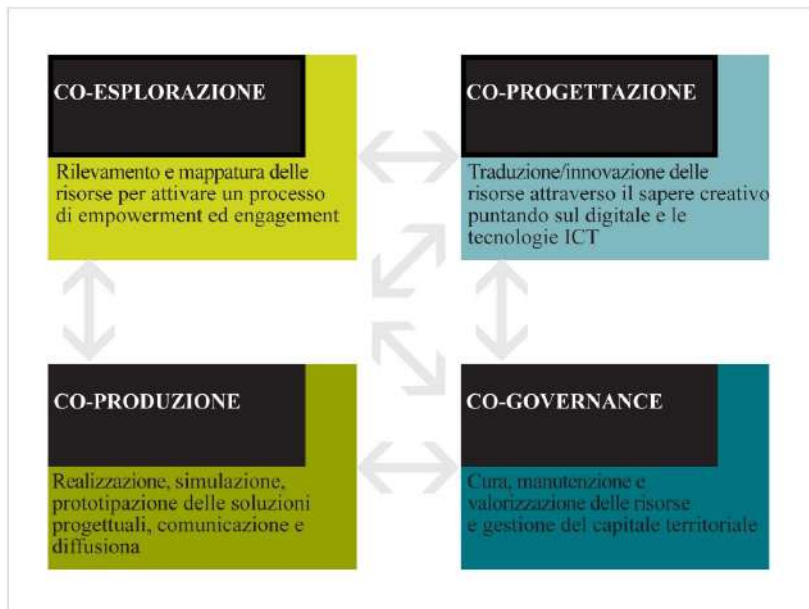 CO-ESPLORAZIONE
Rilevamento e mappatura delle
risorse per attivare un processo
di empowerment ed engagement
CO-PROGETTAZIONE
Traduzione/innovazione delle
risorse attraverso il sapere creativo
puntando sul digitale e le
tecnologie ICT
CO-PRODUZIONE
Realizzazione, simulazione,
prototipazione delle soluzioni
progettuali, comunicazione e
diffusiona
CO-GOVERNANCE
Cura, manutenzione e
valorizzazione delle risorse
e gestione del capitale territoriale